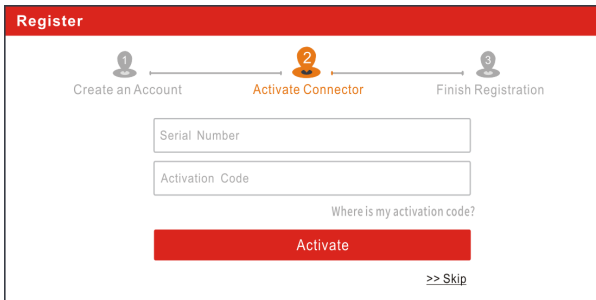 Register
1 2 3
Create an Account Activate Connector Finish Registration
Serial Number
Activation Code
Where is my activation code?
Activate
>> Skip